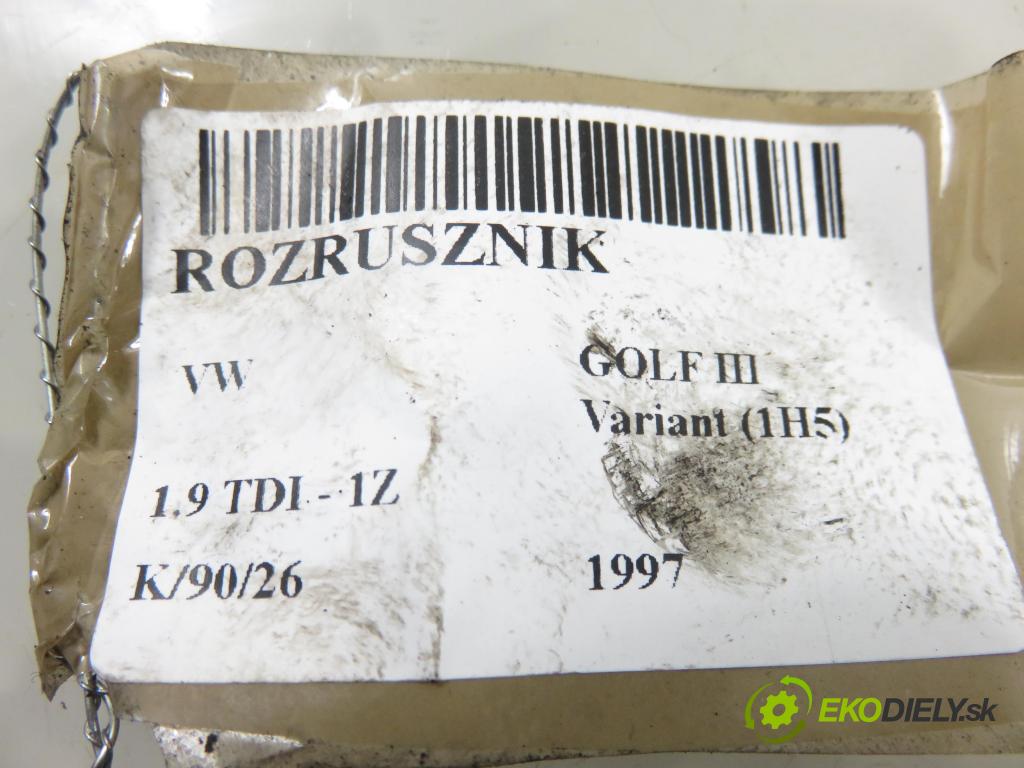 ROZRUSZNIK
VW
GOLF III
Variant (1H5)
1.9 TDI - 1Z
K/90/26
1997
EKODIELY.sk